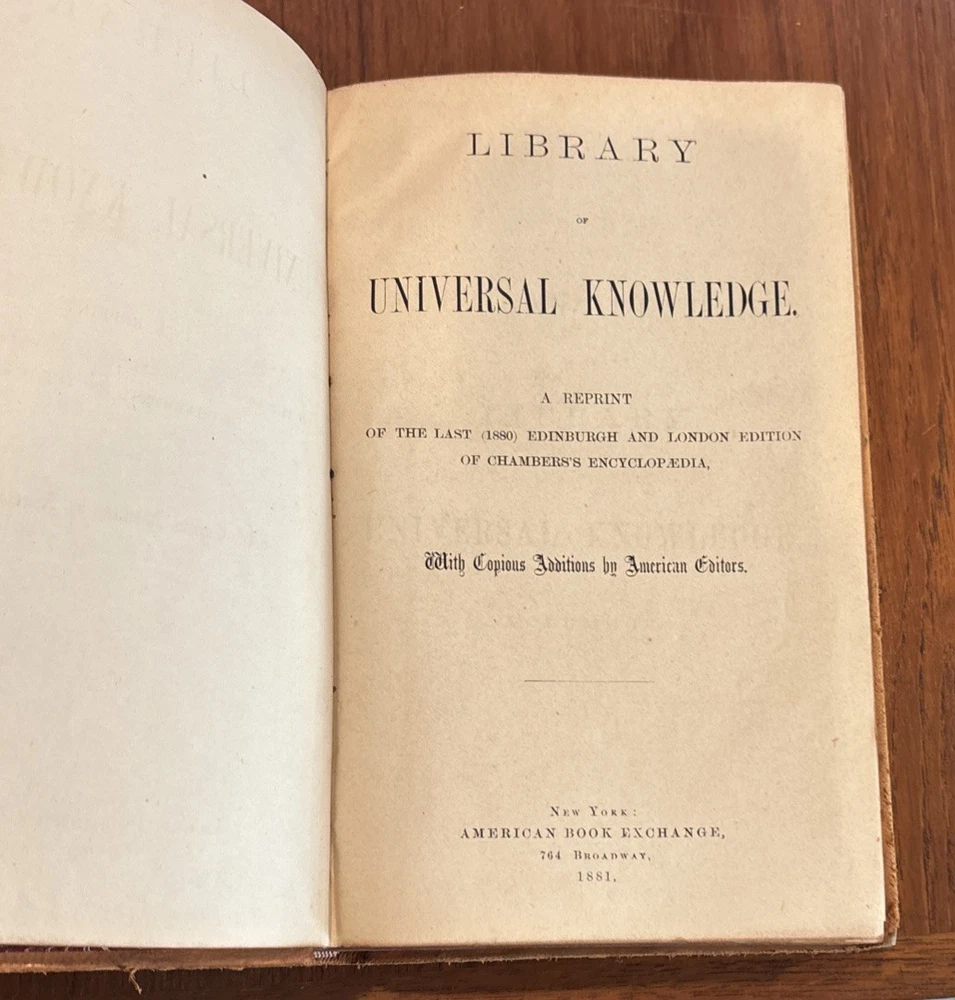 LIBRARY
OF
UNIVERSAL KNOWLEDGE.
A REPRINT
OF THE LAST (1880) EDINBURGH AND LONDON EDITION
OF CHAMBERS'S ENCYCLOPÆDIA,
With Copious Additions by American Editors.
NEW YORK:
AMERICAN BOOK EXCHANGE,
764 BROADWAY,
1881.